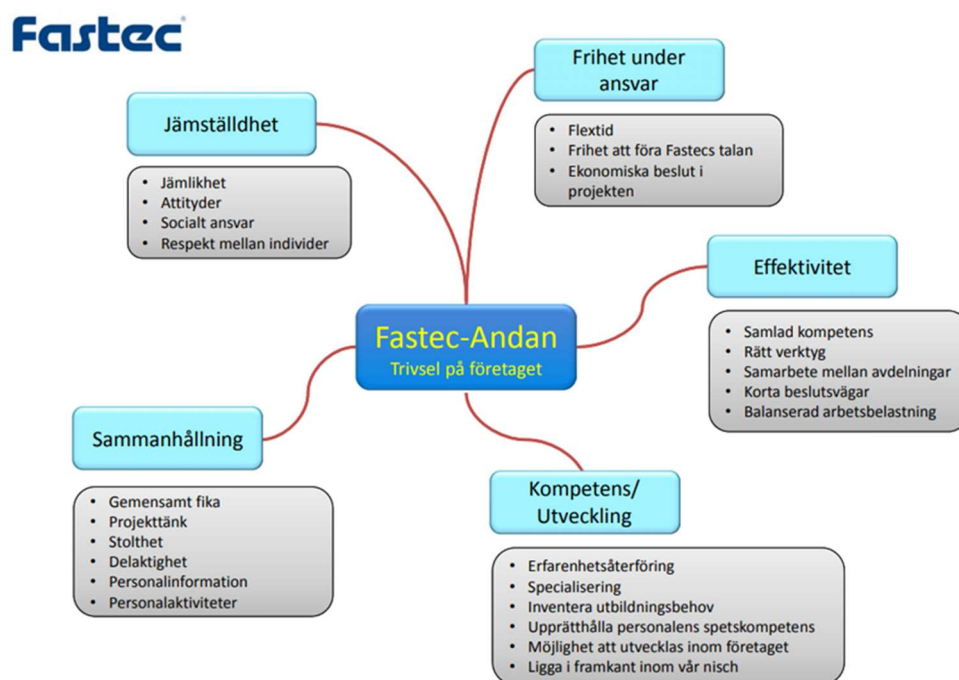 Fastec
Frihet under
ansvar
• Flextid
• Frihet att föra Fastecs talan
• Ekonomiska beslut i
projekten
Jämställdhet
• Jämlikhet
• Attityder
• Socialt ansvar
• Respekt mellan individer
Effektivitet
• Samlad kompetens
• Rätt verktyg
• Samarbete mellan avdelningar
• Korta beslutsvägar
• Balanserad arbetsbelastning
Fastec-Andan
Trivsel på företaget
Sammanhållning
• Gemensamt fika
• Projekttänk
• Stolthet
• Delaktighet
• Personalinformation
• Personalaktiviteter
Kompetens/
Utveckling
• Erfarenhetsåterföring
• Specialisering
• Inventera utbildningsbehov
• Upprätthålla personalens spetskompetens
• Möjlighet att utvecklas inom företaget
• Ligga i framkant inom vår nisch